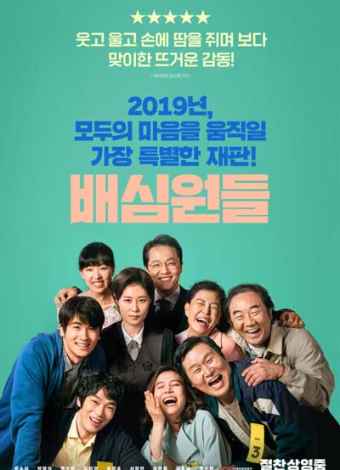 ★★★★★
웃고 울고 손에 땀을 쥐며 보다
맞이한 뜨거운 감동!
2019년,
모두의 마음을 움직일
가장 특별한 재판!
배심원들
3
절찬상영중